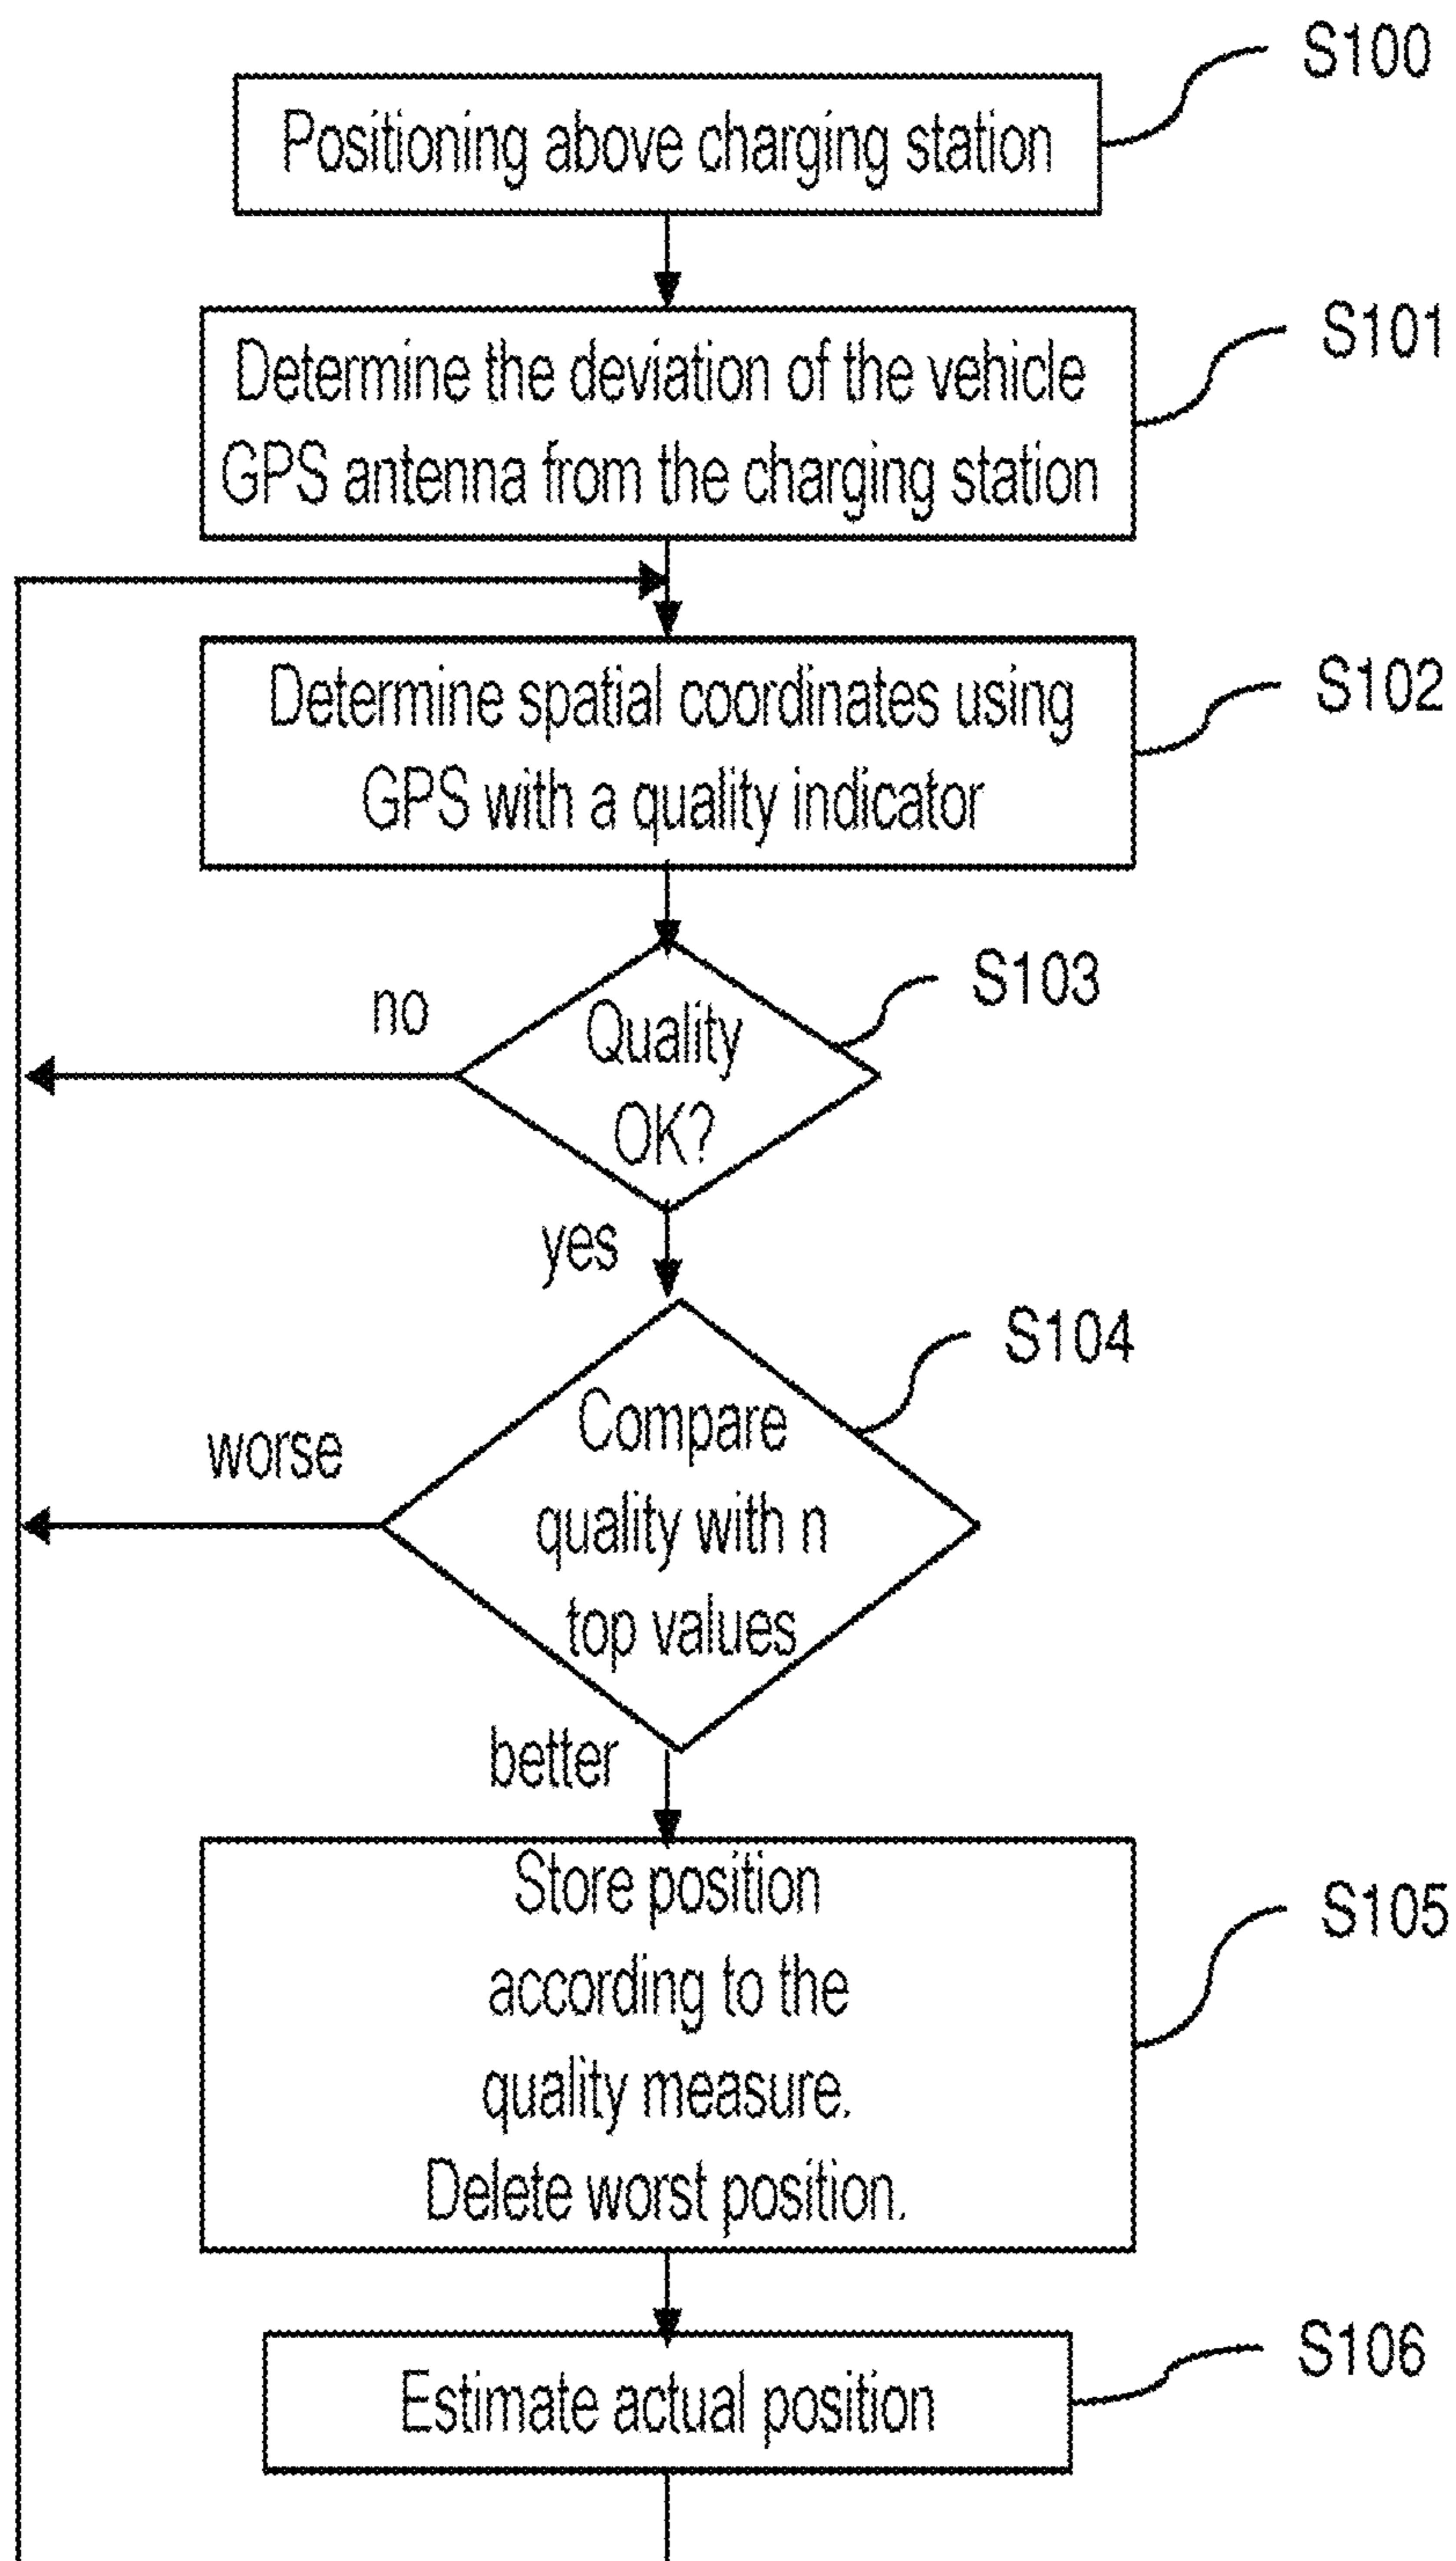 S100
Positioning above charging station
S101
Determine the deviation of the vehicle
GPS antenna from the charging station
S102
Determine spatial coordinates using
GPS with a quality indicator
S103
no
Quality
OK?
yes
S104
Compare
worse
quality with n
top values
better
Store position
S105
according to the
quality measure.
Delete worst position.
S106
Estimate actual position